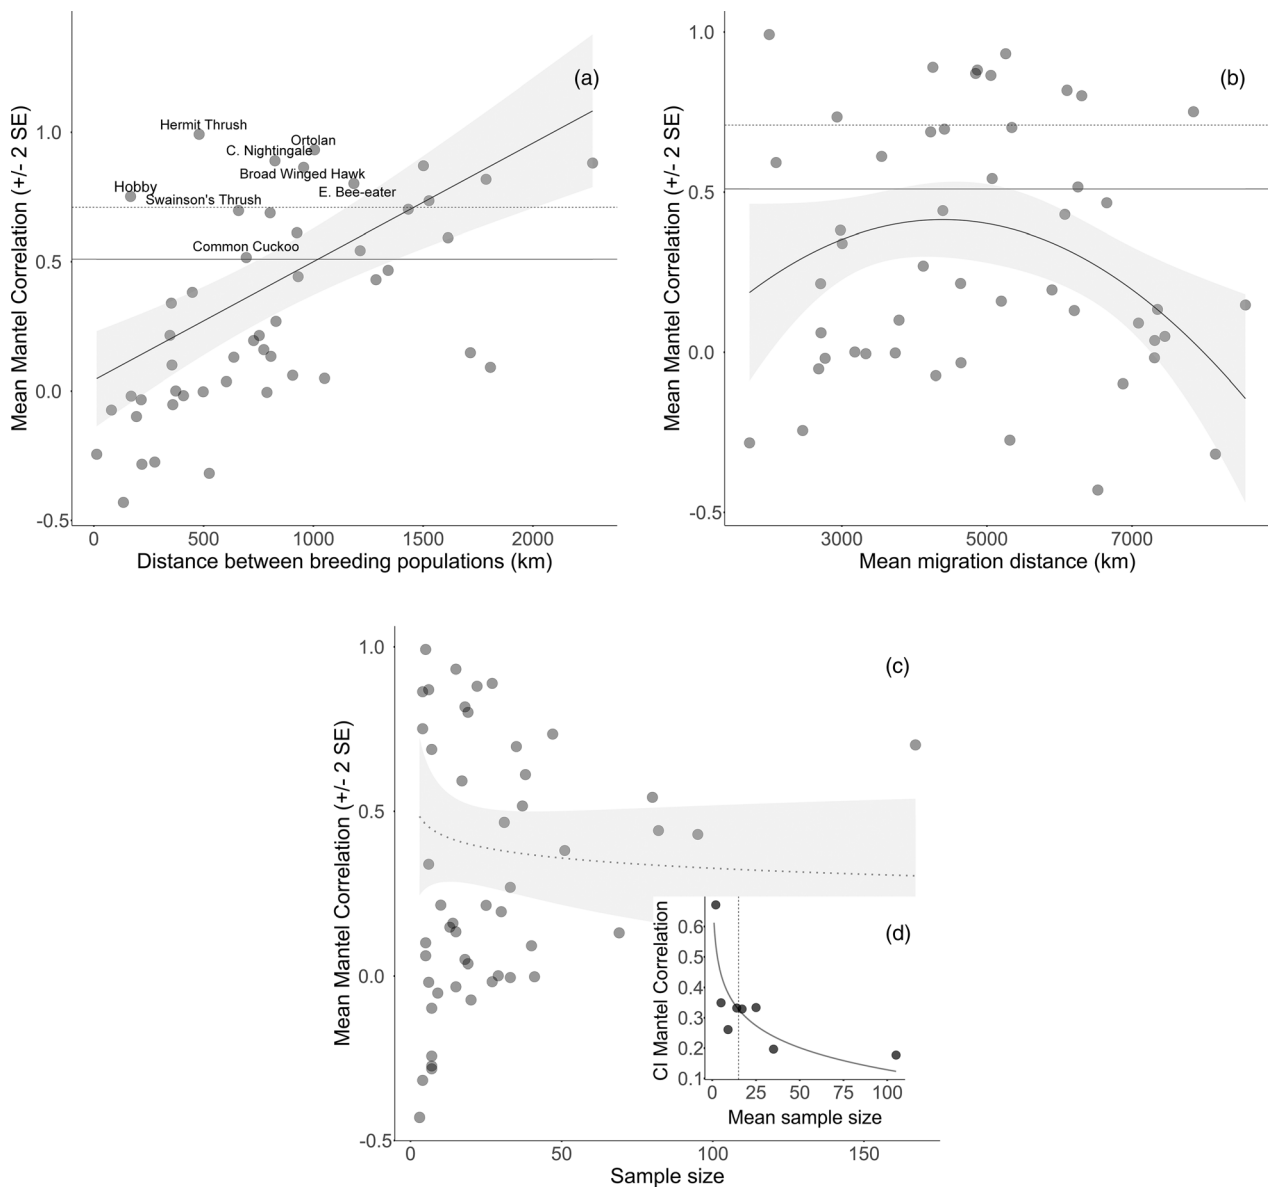 (a)
Mean Mantel Correlation (+/- 2 SE)
1.0
0.5
0.0
-0.5
Hermit Thrush
Ortolan
C. Nightingale
Broad Winged Hawk
Hobby
E. Bee-eater
Swainson's Thrush
Common Cuckoo
0 500 1000 1500 2000
Distance between breeding populations (km)
(b)
Mean Mantel Correlation (+/- 2 SE)
1.0
0.5
0.0
-0.5
3000 5000 7000
Mean migration distance (km)
(c)
Mean Mantel Correlation (+/- 2 SE)
1.0
0.5
0.0
-0.5
0 50 100 150
Sample size
(d)
CI Mantel Correlation
0.6
0.5
0.4
0.3
0.2
0.1
0 25 50 75 100
Mean sample size